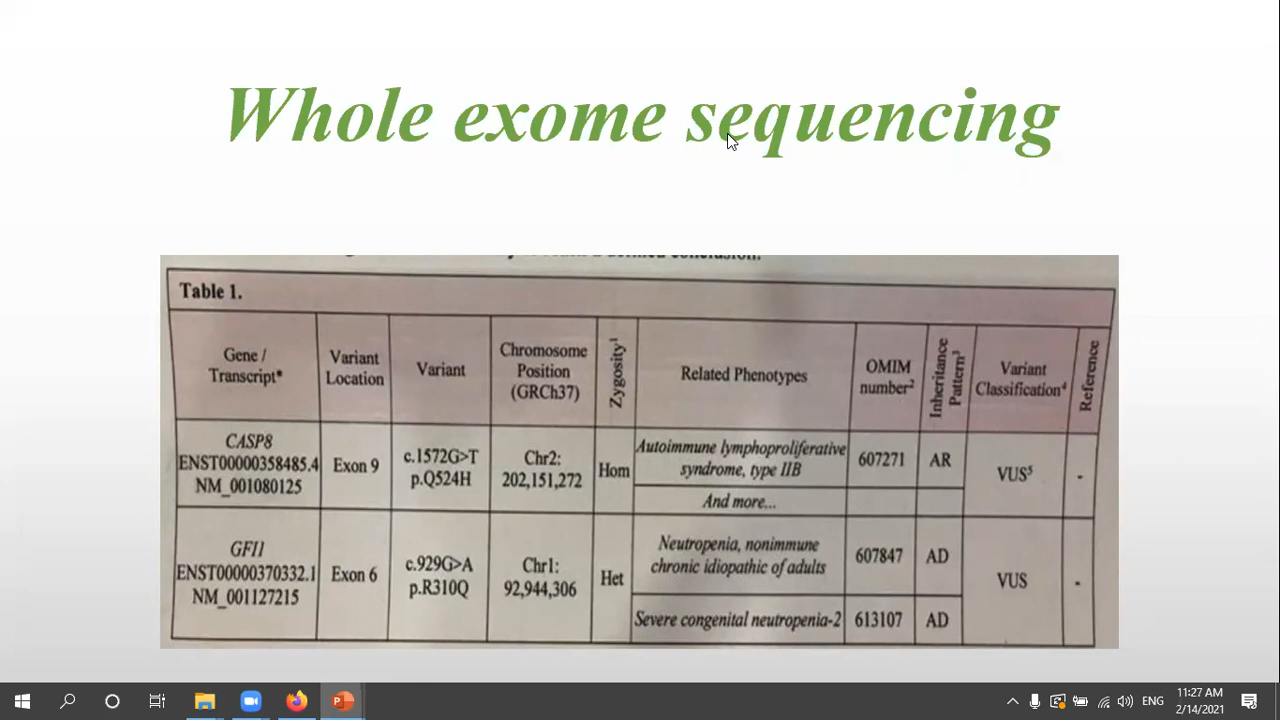 Whole exome sequencing
conclusion.
Table 1.
Gene /
Transcript*
Variant
Location
Variant
Chromosome
Position
(GRCh37)
Zygosity¹
Related Phenotypes
OMIM
number²
Inheritance
Pattern³
Variant
Classification⁴
Reference
CASP8
ENST00000358485.4
NM_001080125
Exon 9
c.1572G>T
p.Q524H
Chr2:
202,151,272
Hom
Autoimmune lymphoproliferative
syndrome, type IIB
607271
AR
And more...
VUS⁵
-
GFI1
ENST00000370332.1
NM_001127215
Exon 6
c.929G>A
p.R310Q
Chr1:
92,944,306
Het
Neutropenia, nonimmune
chronic idiopathic of adults
607847
AD
Severe congenital neutropenia-2
613107
AD
VUS
-
ENG
11:27 AM
2/14/2021